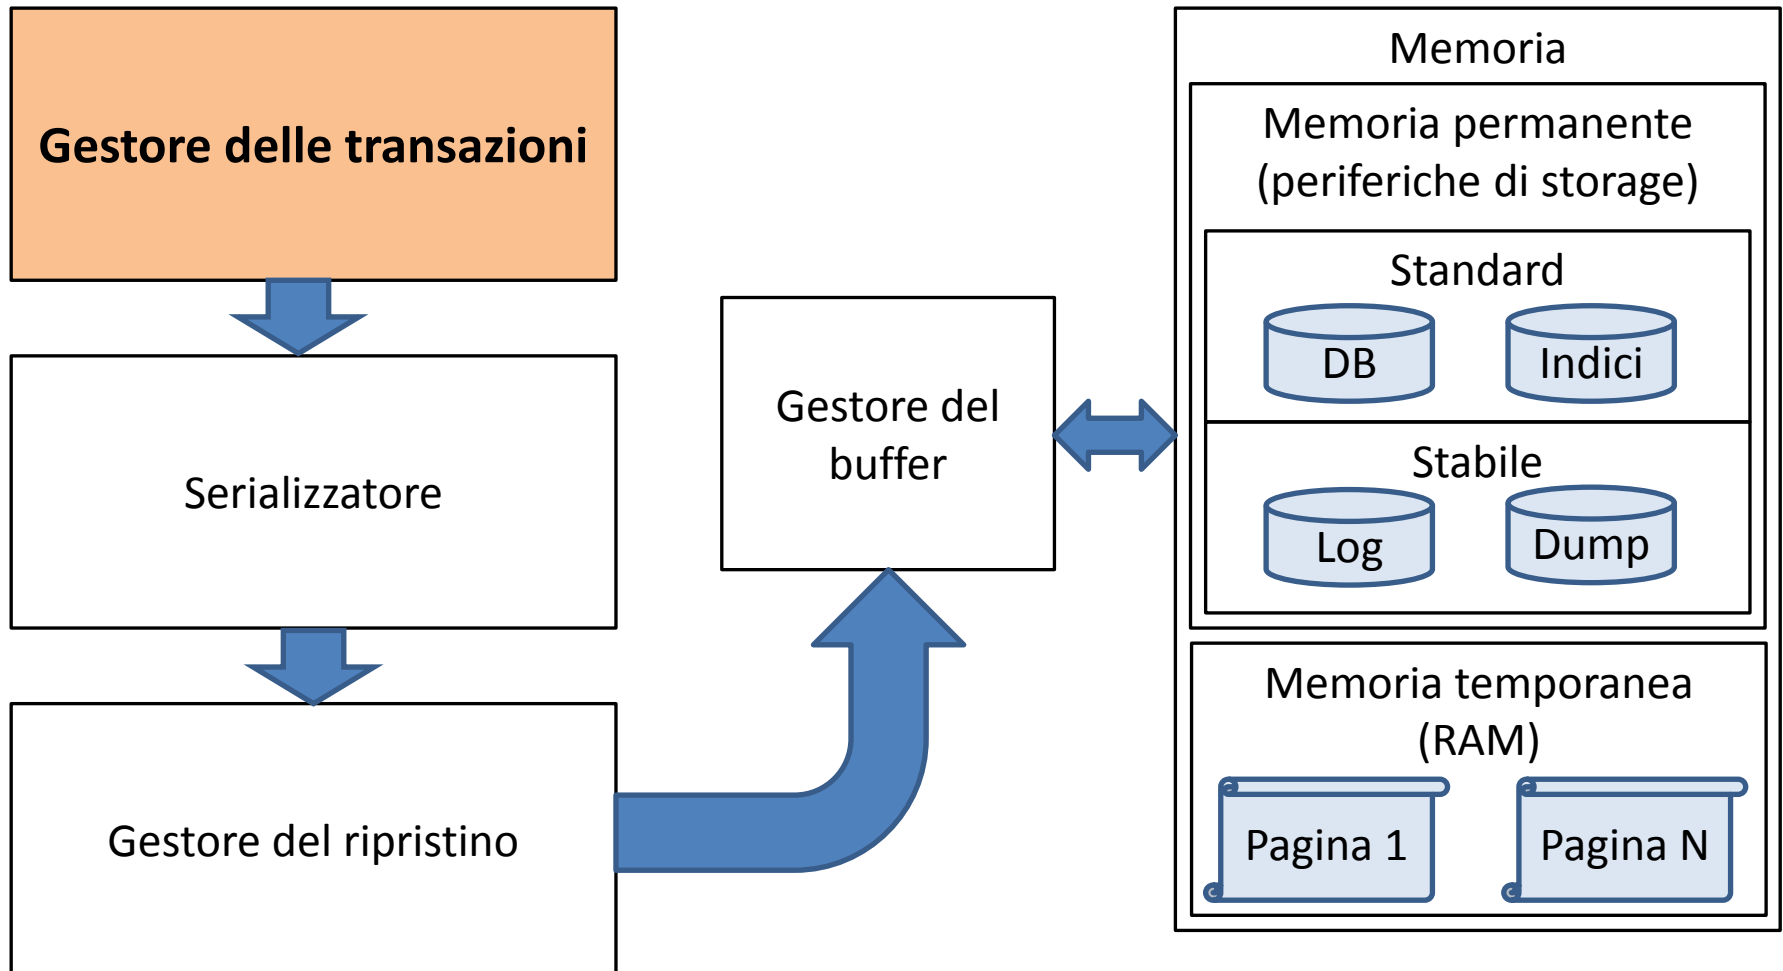 Gestore delle transazioni
Serializzatore
Gestore del ripristino
Gestore del
buffer
Memoria
Memoria permanente
(periferiche di storage)
Standard
DB
Indici
Stabile
Log
Dump
Memoria temporanea
(RAM)
Pagina 1
Pagina N